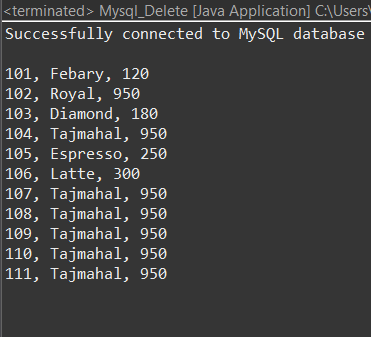 <terminated> Mysql_Delete [Java Application] C:\Users\
Successfully connected to MySQL database
101, Febary, 120
102, Royal, 950
103, Diamond, 180
104, Tajmahal, 950
105, Espresso, 250
106, Latte, 300
107, Tajmahal, 950
108, Tajmahal, 950
109, Tajmahal, 950
110, Tajmahal, 950
111, Tajmahal, 950